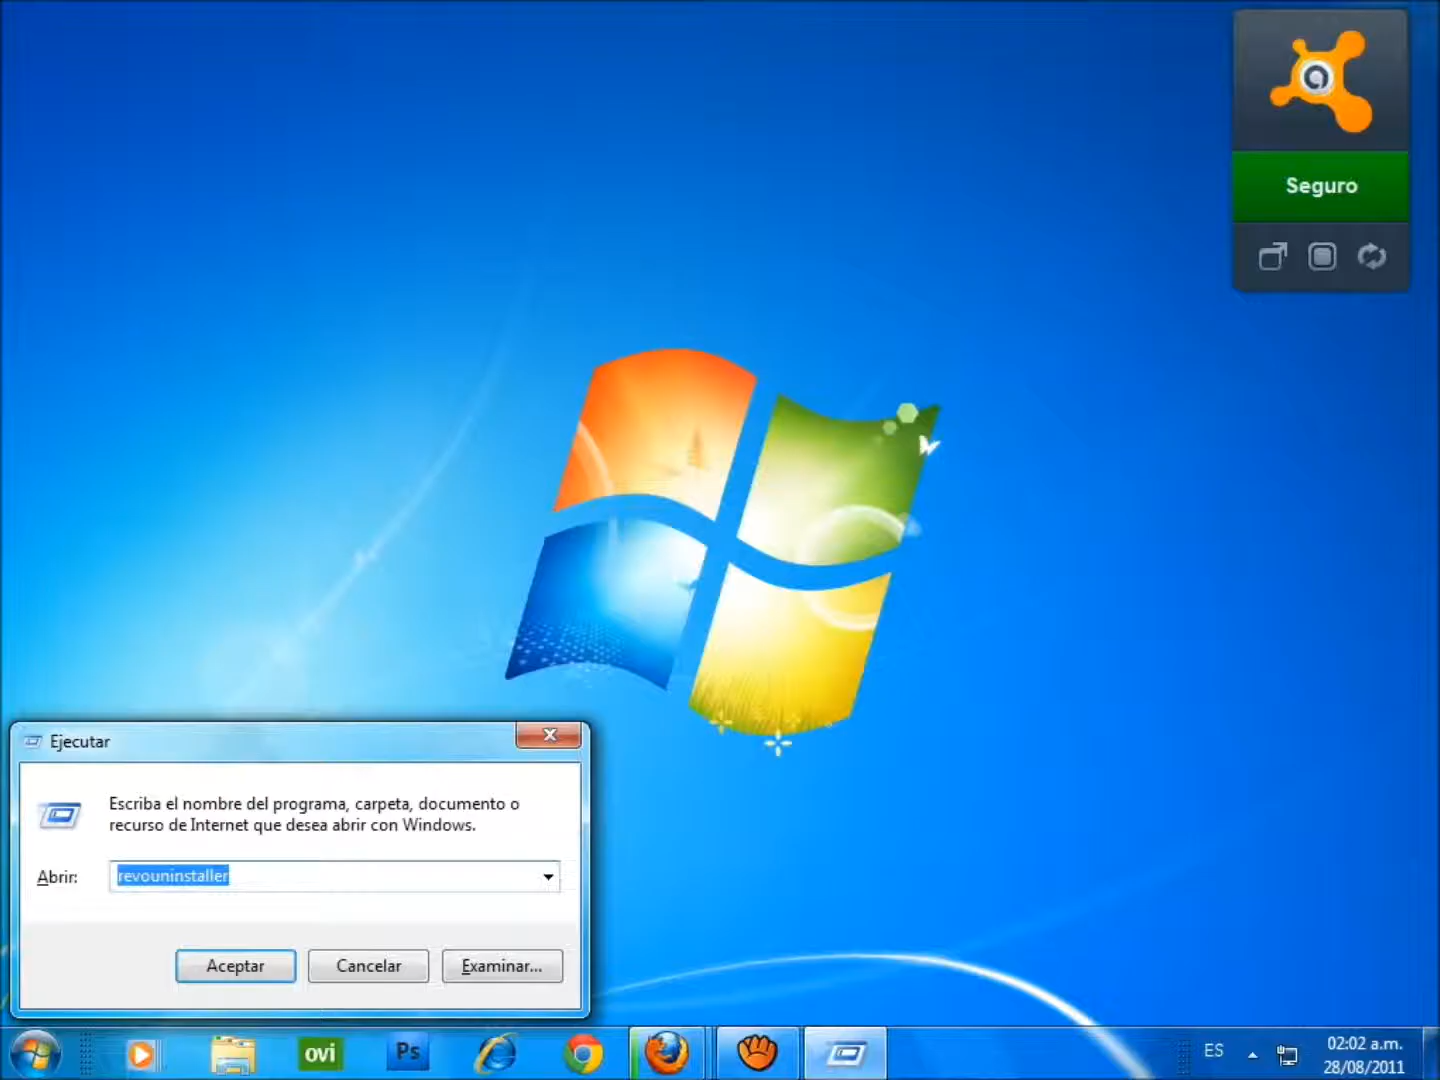 Seguro
Ejecutar
Escriba el nombre del programa, carpeta, documento o
recurso de Internet que desea abrir con Windows.
Abrir:
revouninstaller
Aceptar
Cancelar
Examinar...
ovi
Ps
ES
02:02 a.m.
28/08/2011